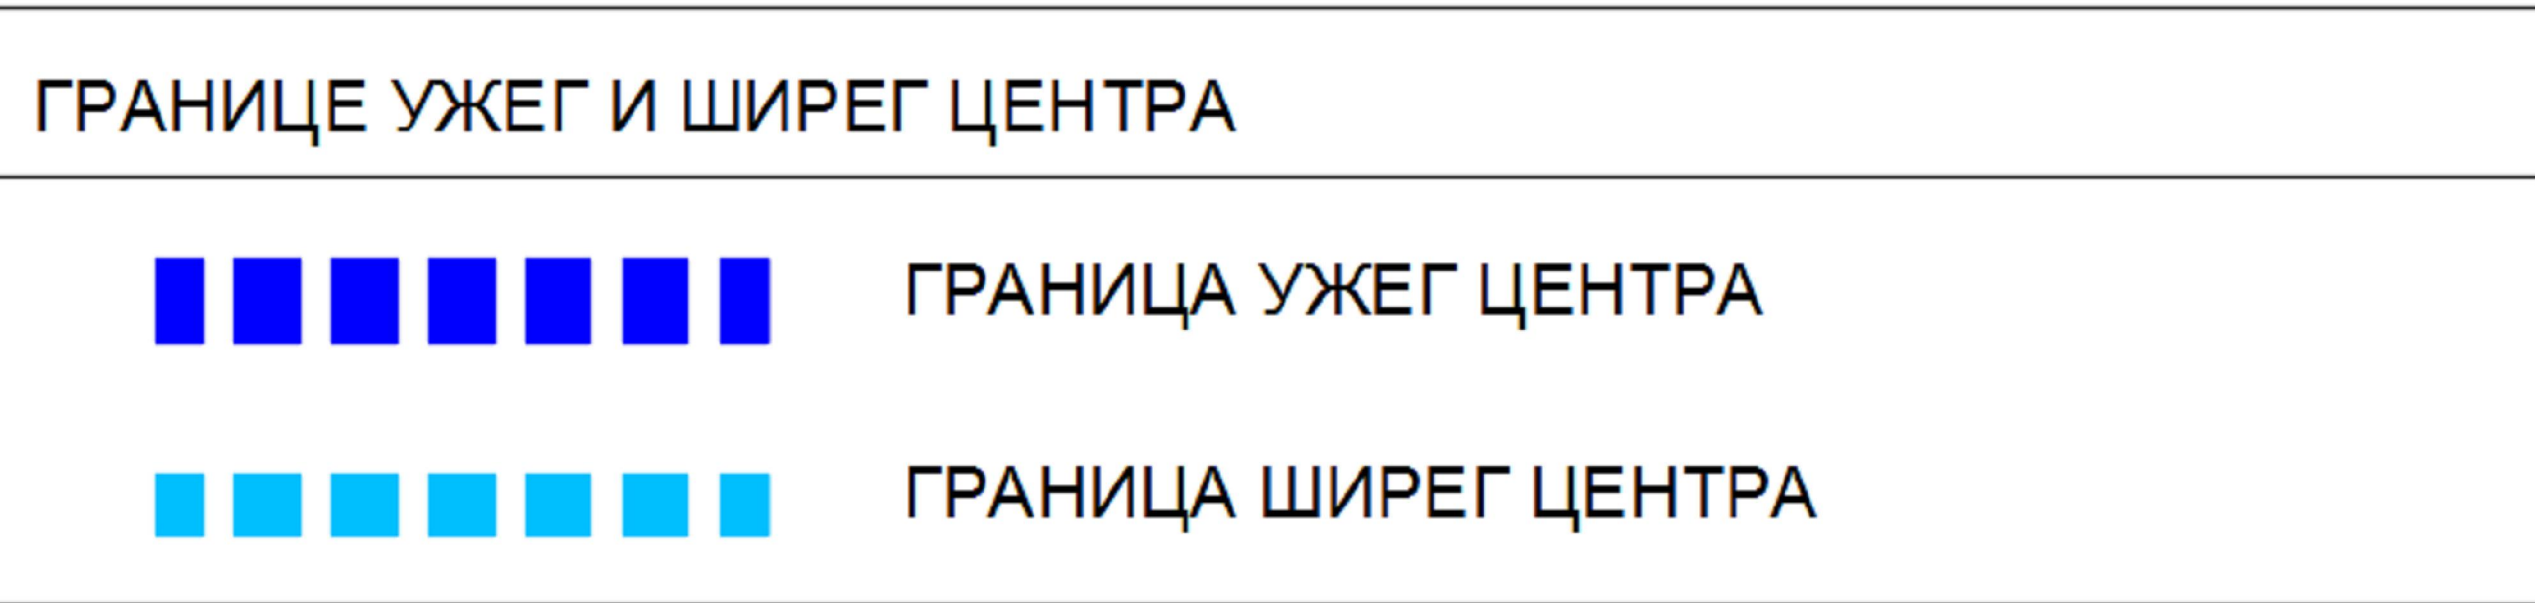 ГРАНИЦЕ УЖЕГ И ШИРЕГ ЦЕНТРА
ГРАНИЦА УЖЕГ ЦЕНТРА
ГРАНИЦА ШИРЕГ ЦЕНТРА